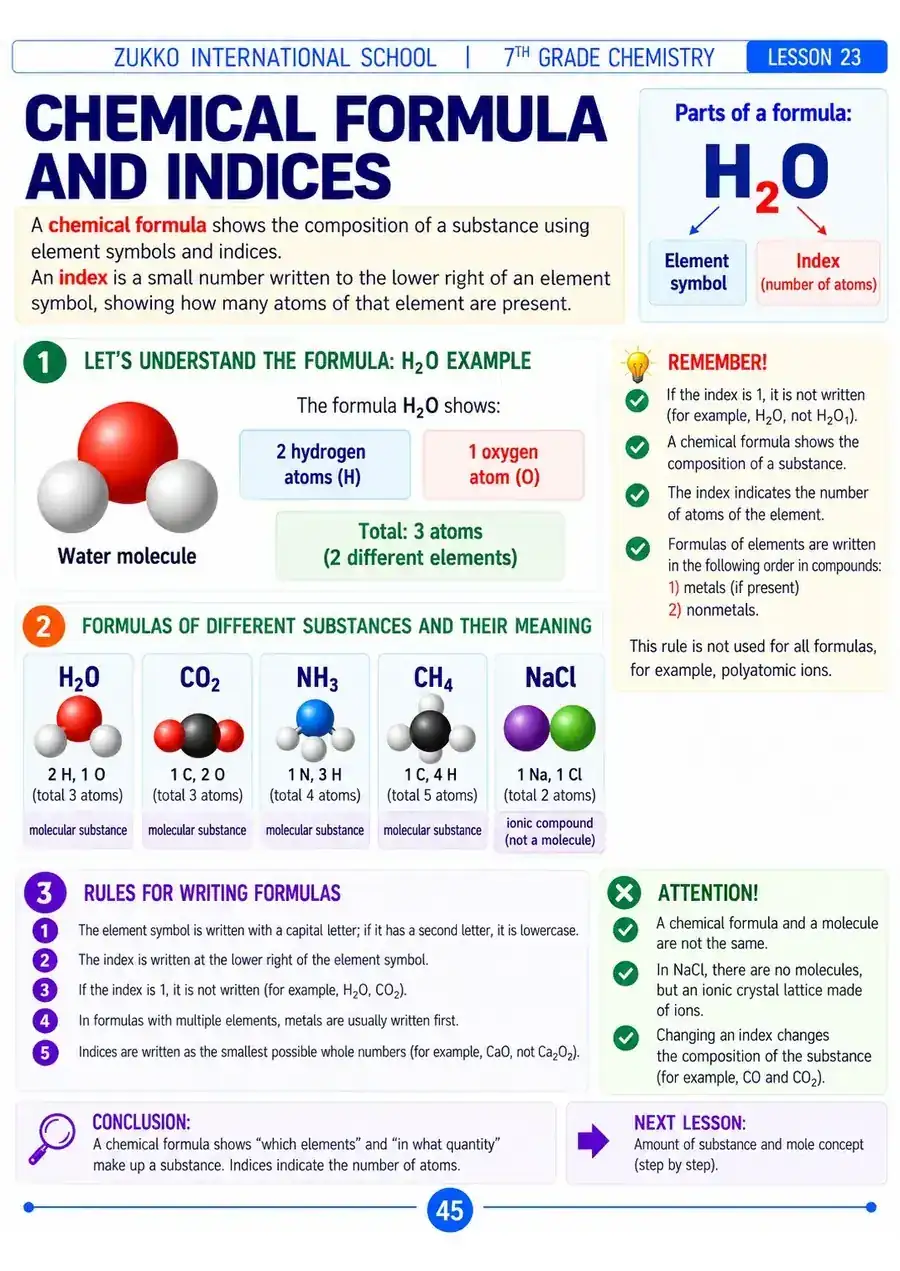 ZUKKO INTERNATIONAL SCHOOL | 7TH GRADE CHEMISTRY
LESSON 23
CHEMICAL FORMULA
AND INDICES
A chemical formula shows the composition of a substance using
element symbols and indices.
An index is a small number written to the lower right of an element
symbol, showing how many atoms of that element are present.
Parts of a formula:
H₂O
Element
symbol
Index
(number of atoms)
1
LET'S UNDERSTAND THE FORMULA: H₂O EXAMPLE
The formula H₂O shows:
2 hydrogen
atoms (H)
1 oxygen
atom (O)
Total: 3 atoms
(2 different elements)
Water molecule
REMEMBER!
If the index is 1, it is not written
(for example, H₂O, not H₂O₁).
A chemical formula shows the
composition of a substance.
The index indicates the number
of atoms of the element.
Formulas of elements are written
in the following order in compounds:
1) metals (if present)
2) nonmetals.
This rule is not used for all formulas,
for example, polyatomic ions.
2
FORMULAS OF DIFFERENT SUBSTANCES AND THEIR MEANING
H₂O
2 H, 1 O
(total 3 atoms)
molecular substance
CO₂
1 C, 2 O
(total 3 atoms)
molecular substance
NH₃
1 N, 3 H
(total 4 atoms)
molecular substance
CH₄
1 C, 4 H
(total 5 atoms)
molecular substance
NaCl
1 Na, 1 Cl
(total 2 atoms)
ionic compound
(not a molecule)
3
RULES FOR WRITING FORMULAS
1 The element symbol is written with a capital letter; if it has a second letter, it is lowercase.
2 The index is written at the lower right of the element symbol.
3 If the index is 1, it is not written (for example, H₂O, CO₂).
4 In formulas with multiple elements, metals are usually written first.
5 Indices are written as the smallest possible whole numbers (for example, CaO, not Ca₂O₂).
ATTENTION!
A chemical formula and a molecule
are not the same.
In NaCl, there are no molecules,
but an ionic crystal lattice made
of ions.
Changing an index changes
the composition of the substance
(for example, CO and CO₂).
CONCLUSION:
A chemical formula shows "which elements" and "in what quantity"
make up a substance. Indices indicate the number of atoms.
NEXT LESSON:
Amount of substance and mole concept
(step by step).
45